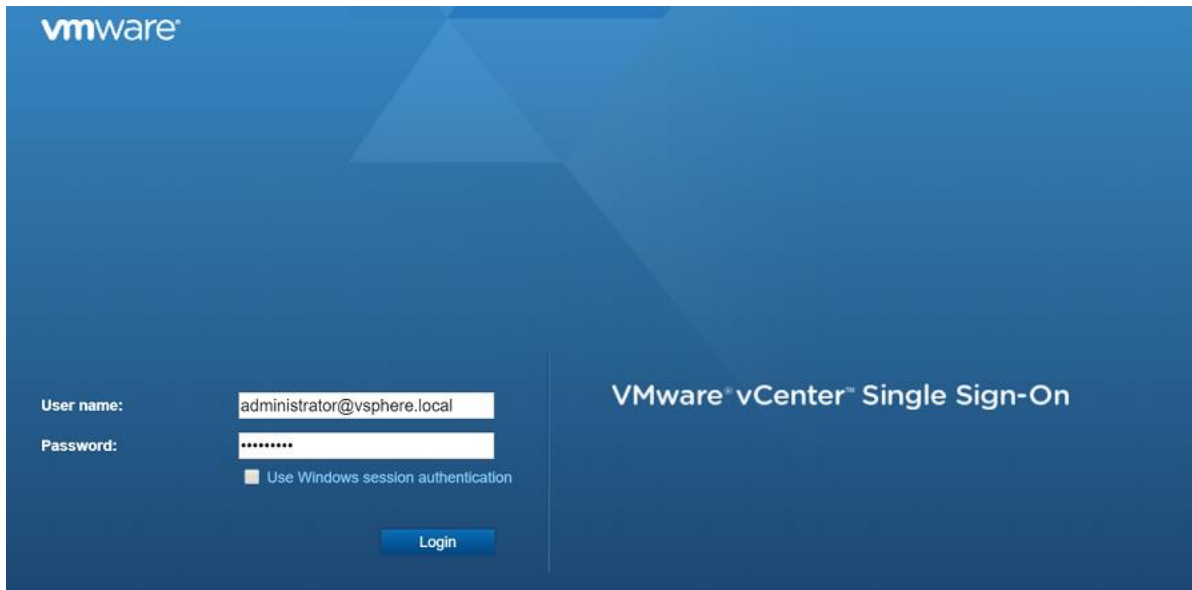 vmware®
User name:
administrator@vsphere.local
VMware® vCenter™ Single Sign-On
Password:
•••••••••
Use Windows session authentication
Login